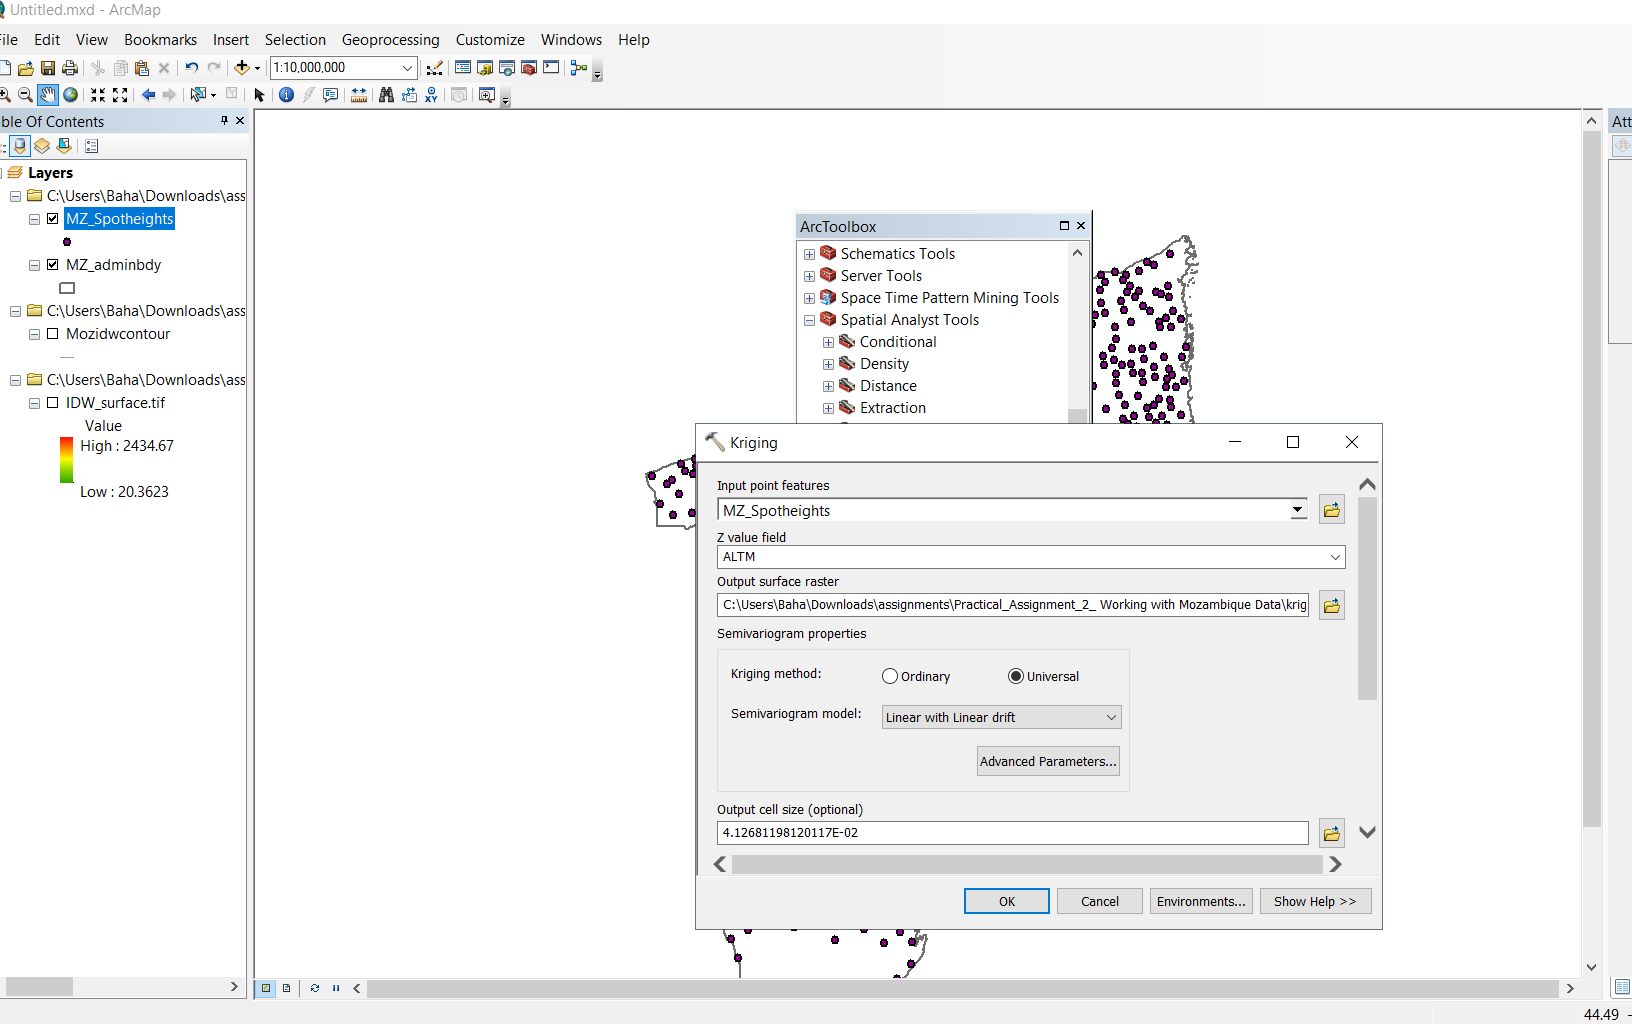 Untitled.mxd - ArcMap
File Edit View Bookmarks Insert Selection Geoprocessing Customize Windows Help
1:10,000,000
XY
ble Of Contents
Layers
C:\Users\Baha\Downloads\ass
MZ_Spotheights
MZ_adminbdy
C:\Users\Baha\Downloads\ass
Mozidwcontour
C:\Users\Baha\Downloads\ass
IDW_surface.tif
Value
High : 2434.67
Low : 20.3623
Att
ArcToolbox
Schematics Tools
Server Tools
Space Time Pattern Mining Tools
Spatial Analyst Tools
Conditional
Density
Distance
Extraction
Kriging
Input point features
MZ_Spotheights
Z value field
ALTM
Output surface raster
C:\Users\Baha\Downloads\assignments\Practical_Assignment_2_ Working with Mozambique Data\krig
Semivariogram properties
Kriging method: Ordinary Universal
Semivariogram model: Linear with Linear drift
Advanced Parameters...
Output cell size (optional)
4.12681198120117E-02
OK Cancel Environments... Show Help >>
44.49 -